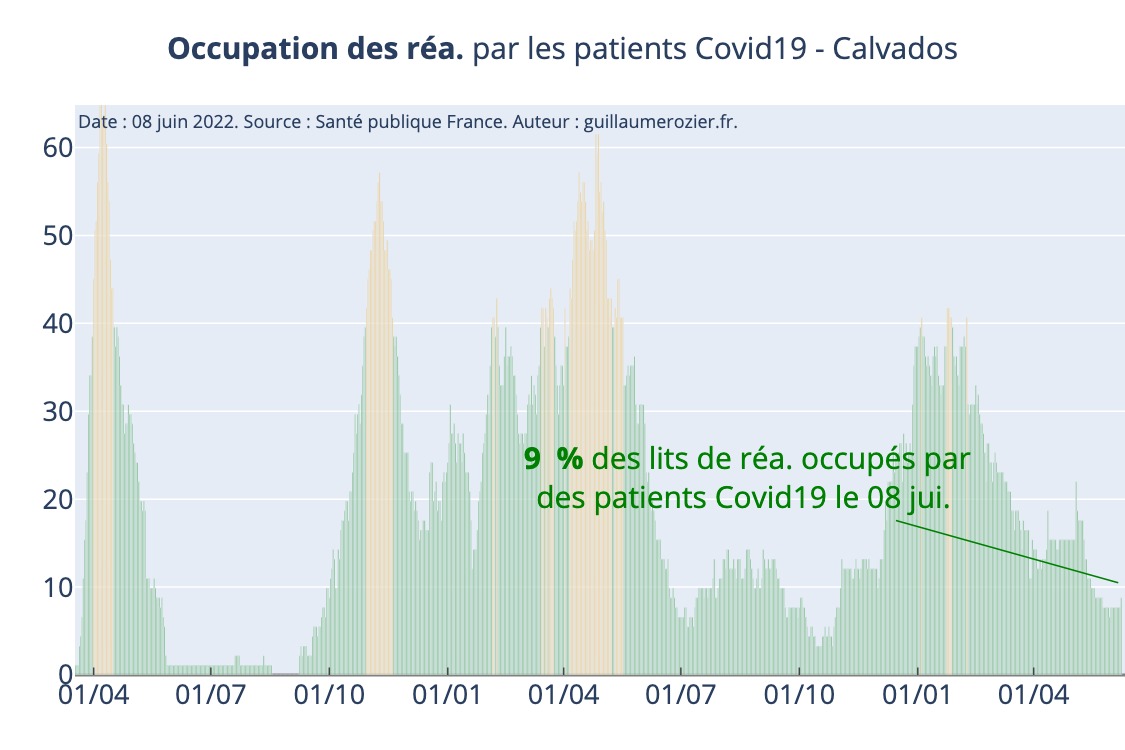 Occupation des réa. par les patients Covid19 - Calvados
Date : 08 juin 2022. Source : Santé publique France. Auteur : guillaumerozier.fr.
60
50
40
30
20
10
0
9 % des lits de réa. occupés par
des patients Covid19 le 08 jui.
01/04 01/07 01/10 01/01 01/04 01/07 01/10 01/01 01/04